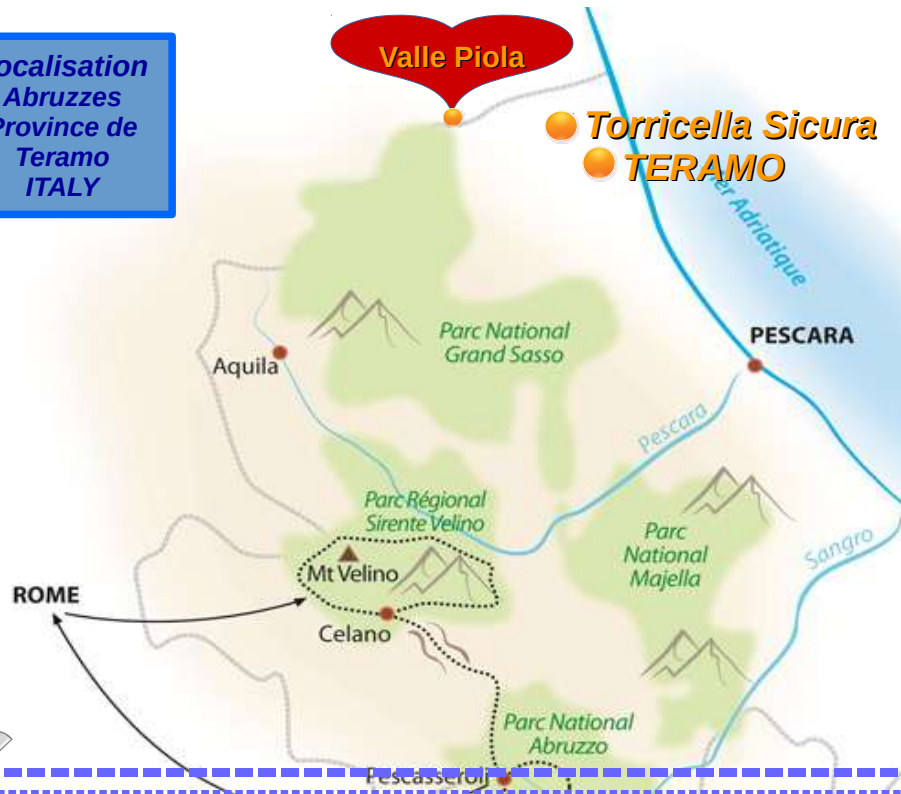 Valle Piola
ocalisation
Abruzzes
Province de
Teramo
ITALY
Torricella Sicura
TERAMO
er Adriatique
PESCARA
Parc National
Grand Sasso
Aquila
Pescara
Parc Régional
Sirente Velino
Parc
National
Majella
Sangro
Mt Velino
ROME
Celano
Parc National
Abruzzo
Pescasseroli